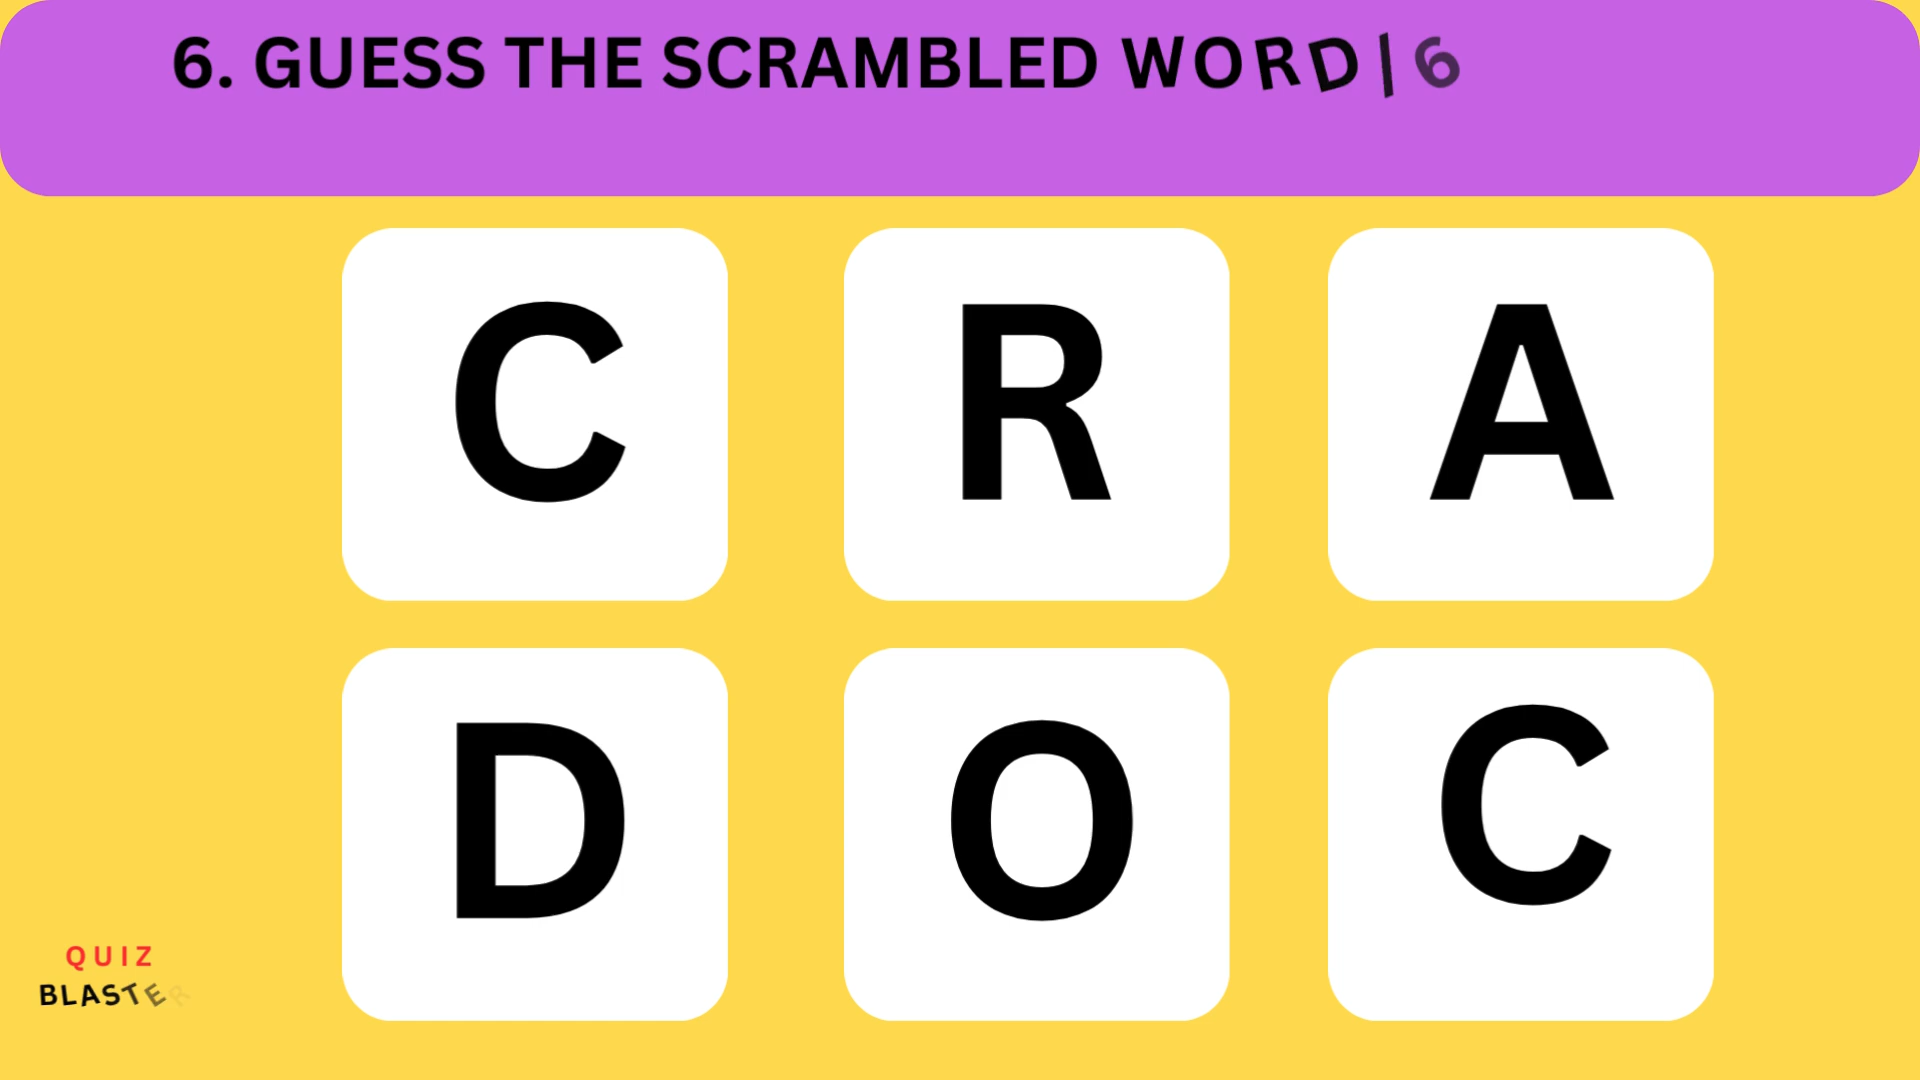 6. GUESS THE SCRAMBLED WORD/6
C R A
D O C
QUIZ
BLASTER